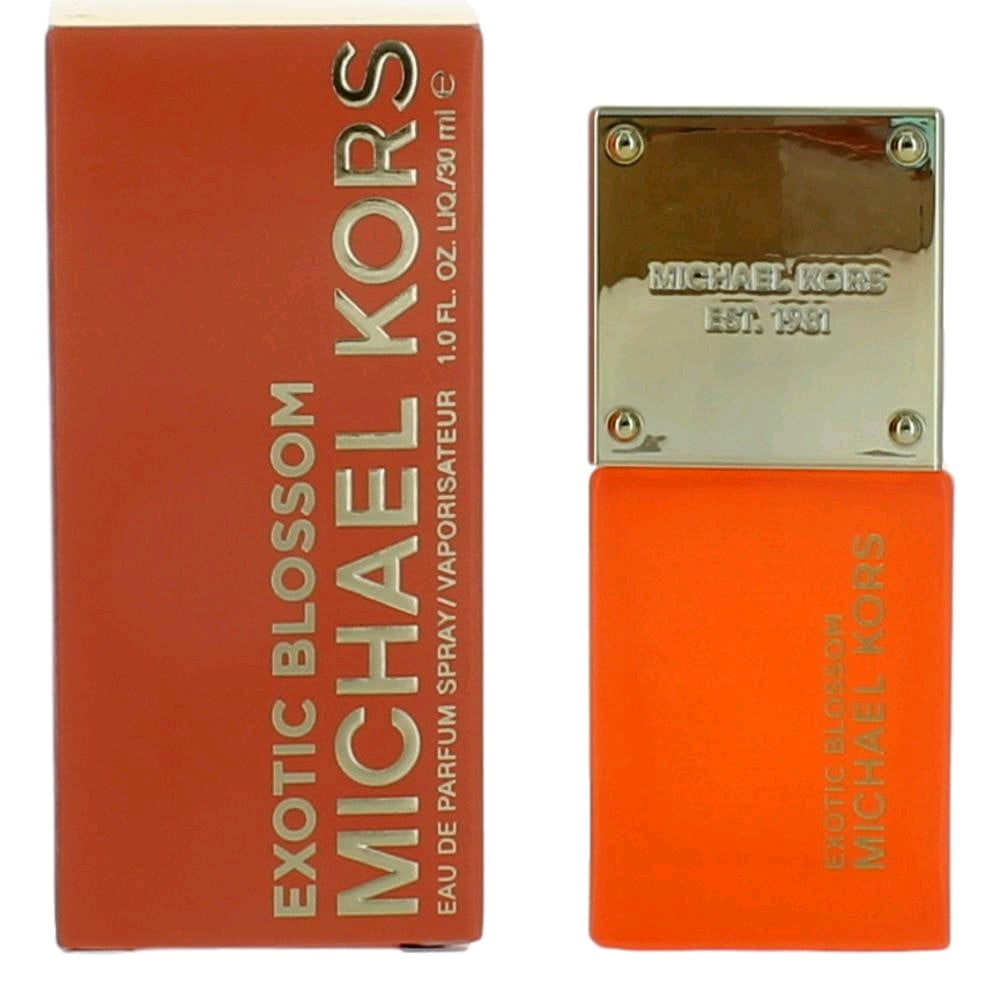 EXOTIC BLOSSOM
MICHAEL KORS
EAU DE PARFUM SPRAY/VAPORISATEUR 1.0 FL. OZ. LIQ./30 ml e
MICHAEL KORS
EST. 1981
EXOTIC BLOSSOM
MICHAEL KORS